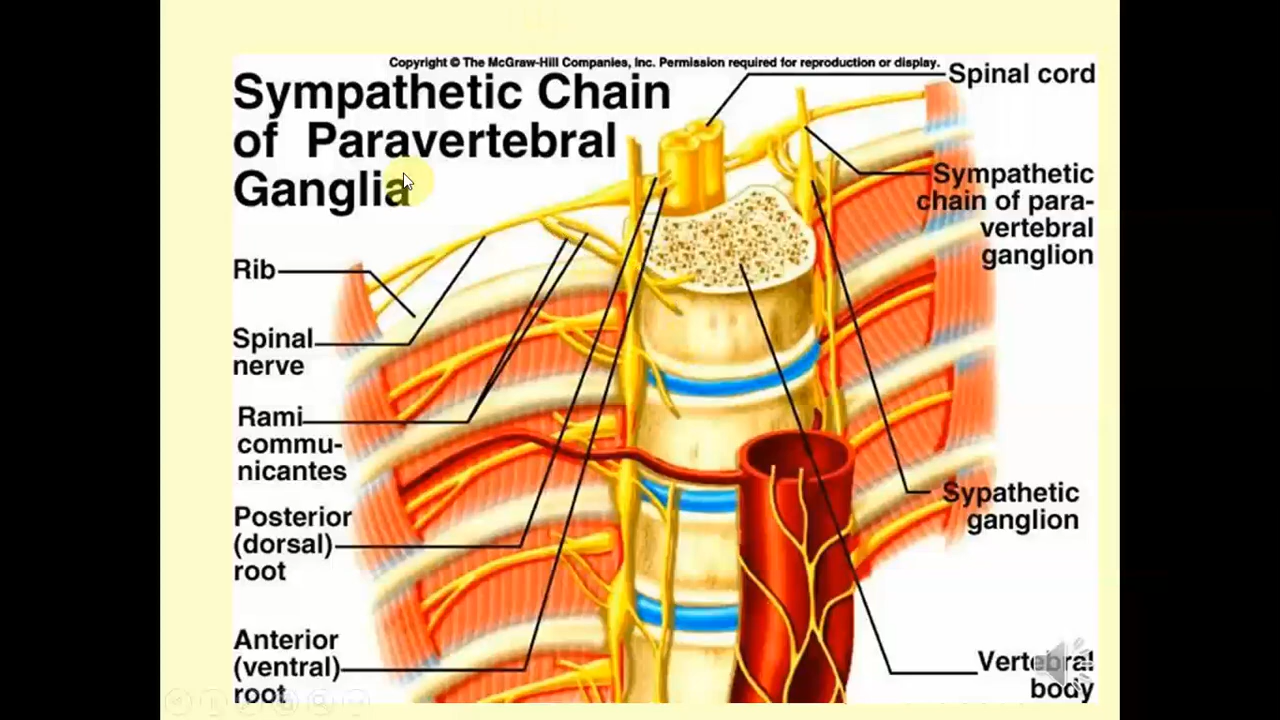 Copyright © The McGraw-Hill Companies, Inc. Permission required for reproduction or display.
Sympathetic Chain
of Paravertebral
Ganglia
Rib
Spinal
nerve
Rami
commu-
nicantes
Posterior
(dorsal)
root
Anterior
(ventral)
root
Spinal cord
Sympathetic
chain of para-
vertebral
ganglion
Sypathetic
ganglion
Vertebral
body